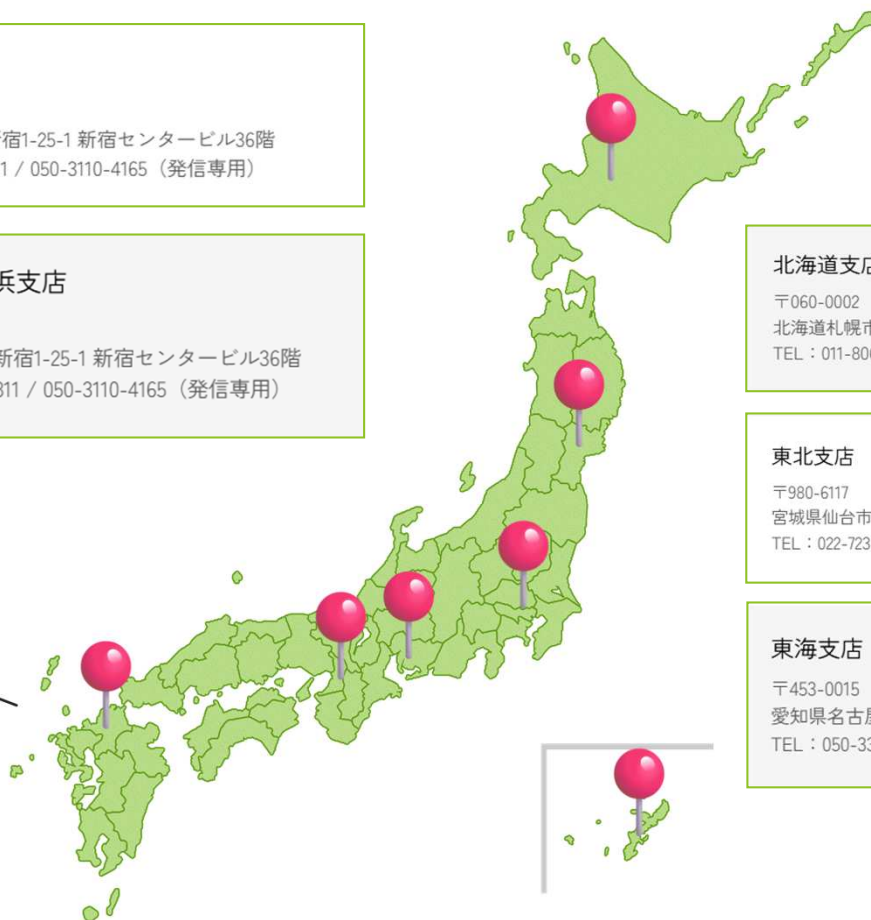 宿1-25-1 新宿センタービル36階
1 / 050-3110-4165（発信専用）
浜支店
新宿1-25-1 新宿センタービル36階
311 / 050-3110-4165（発信専用）
北海道支店
〒060-0002
北海道札幌市
TEL：011-80
東北支店
〒980-6117
宮城県仙台市
TEL：022-723
東海支店
〒453-0015
愛知県名古屋
TEL：050-33